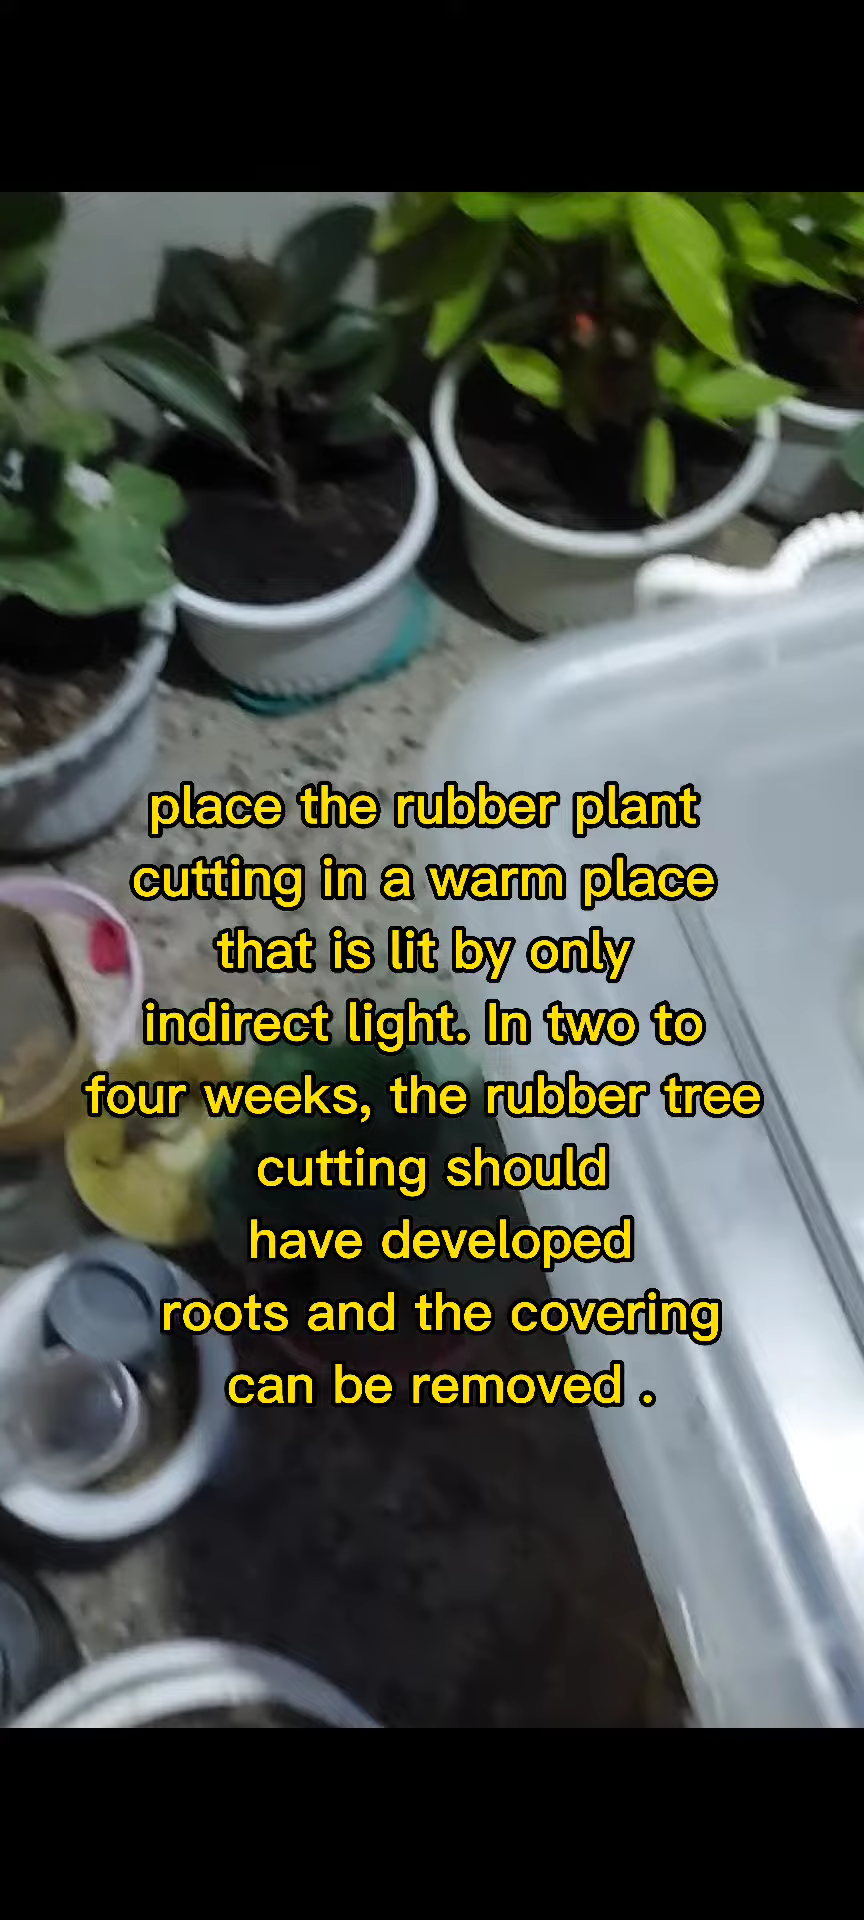 place the rubber plant
cutting in a warm place
that is lit by only
indirect light. In two to
four weeks, the rubber tree
cutting should
have developed
roots and the covering
can be removed .